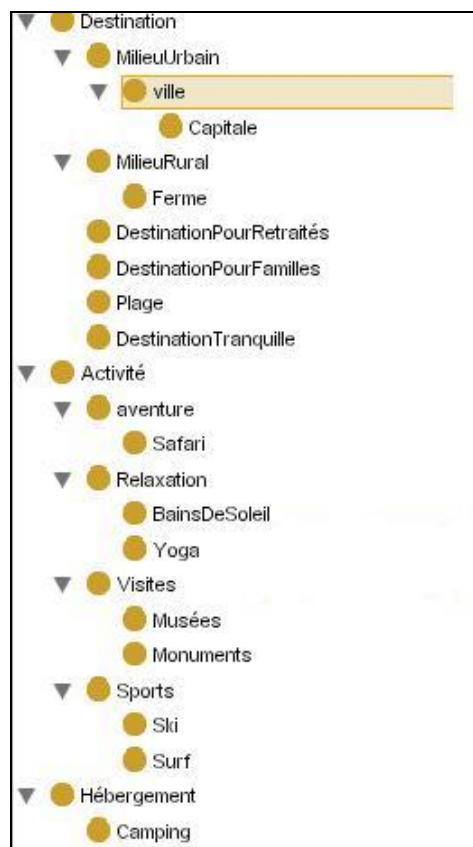 Destination
MilieuUrbain
ville
Capitale
MilieuRural
Ferme
DestinationPourRetraités
DestinationPourFamilles
Plage
DestinationTranquille
Activité
aventure
Safari
Relaxation
BainsDeSoleil
Yoga
Visites
Musées
Monuments
Sports
Ski
Surf
Hébergement
Camping